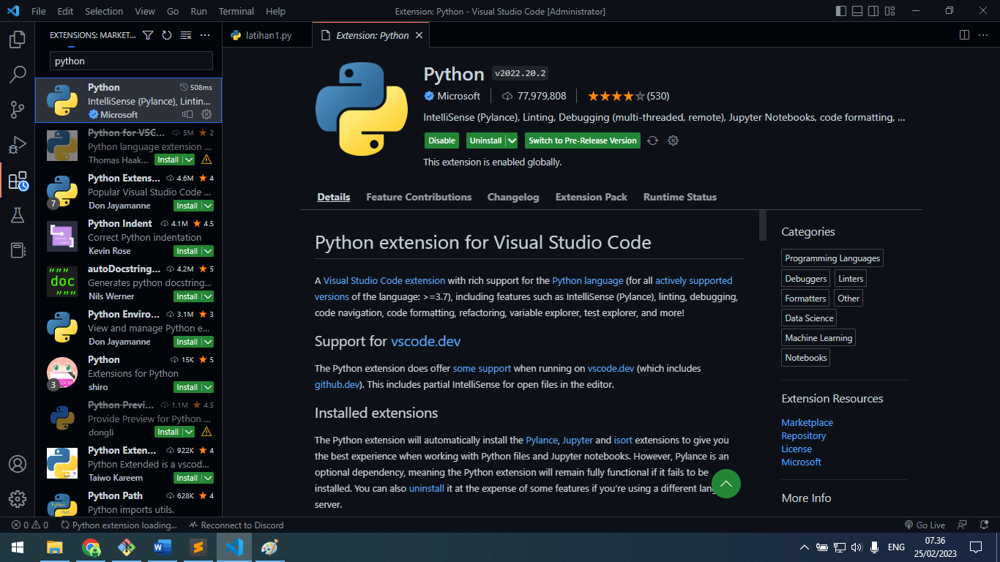 File Edit Selection View Go Run Terminal Help
Extension: Python - Visual Studio Code [Administrator]
EXTENSIONS: MARKET...
python
Python 508ms
IntelliSense (Pylance), Lintin...
Microsoft
Python for VSC... 5M 2
Python language extension ...
Thomas Haak... Install
Python Extens... 4.6M 4
Popular Visual Studio Code ...
7
Don Jayamanne Install
Python Indent 4.1M 4.5
Correct Python indentation
Kevin Rose Install
autoDocstring... 4.2M 5
Generates python docstring...
""" doc """
Nils Werner Install
Python Enviro... 3.1M 3
View and manage Python e...
Don Jayamanne Install
Python 15K 5
Extensions for Python
3
shiro Install
Python Previ... 1.1M 4.5
Provide Preview for Python ...
dongli Install
Python Exten... 922K 4
Python Extended is a vscod...
Taiwo Kareem Install
Python Path 628K 4
Python imports utils.
latihan1.py
Extension: Python
Python v2022.20.2
Microsoft 77,979,808 (530)
IntelliSense (Pylance), Linting, Debugging (multi-threaded, remote), Jupyter Notebooks, code formatting, ...
Disable Uninstall Switch to Pre-Release Version
This extension is enabled globally.
Details Feature Contributions Changelog Extension Pack Runtime Status
Python extension for Visual Studio Code
A Visual Studio Code extension with rich support for the Python language (for all actively supported
versions of the language: >=3.7), including features such as IntelliSense (Pylance), linting, debugging,
code navigation, code formatting, refactoring, variable explorer, test explorer, and more!
Support for vscode.dev
The Python extension does offer some support when running on vscode.dev (which includes
github.dev). This includes partial IntelliSense for open files in the editor.
Installed extensions
The Python extension will automatically install the Pylance, Jupyter and isort extensions to give you
the best experience when working with Python files and Jupyter notebooks. However, Pylance is an
optional dependency, meaning the Python extension will remain fully functional if it fails to be
installed. You can also uninstall it at the expense of some features if you're using a different
server.
Categories
Programming Languages
Debuggers Linters
Formatters Other
Data Science
Machine Learning
Notebooks
Extension Resources
Marketplace
Repository
License
Microsoft
More Info
0 0 Python extension loading... Reconnect to Discord
Go Live
ENG
07.36
25/02/2023